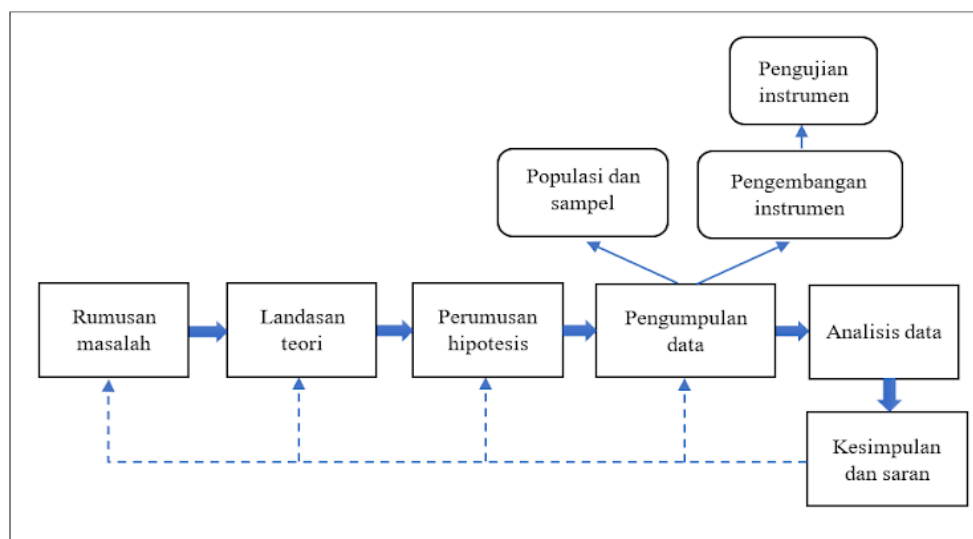 Pengujian
instrumen
Populasi dan
sampel
Pengembangan
instrumen
Rumusan
masalah
Landasan
teori
Perumusan
hipotesis
Pengumpulan
data
Analisis data
Kesimpulan
dan saran